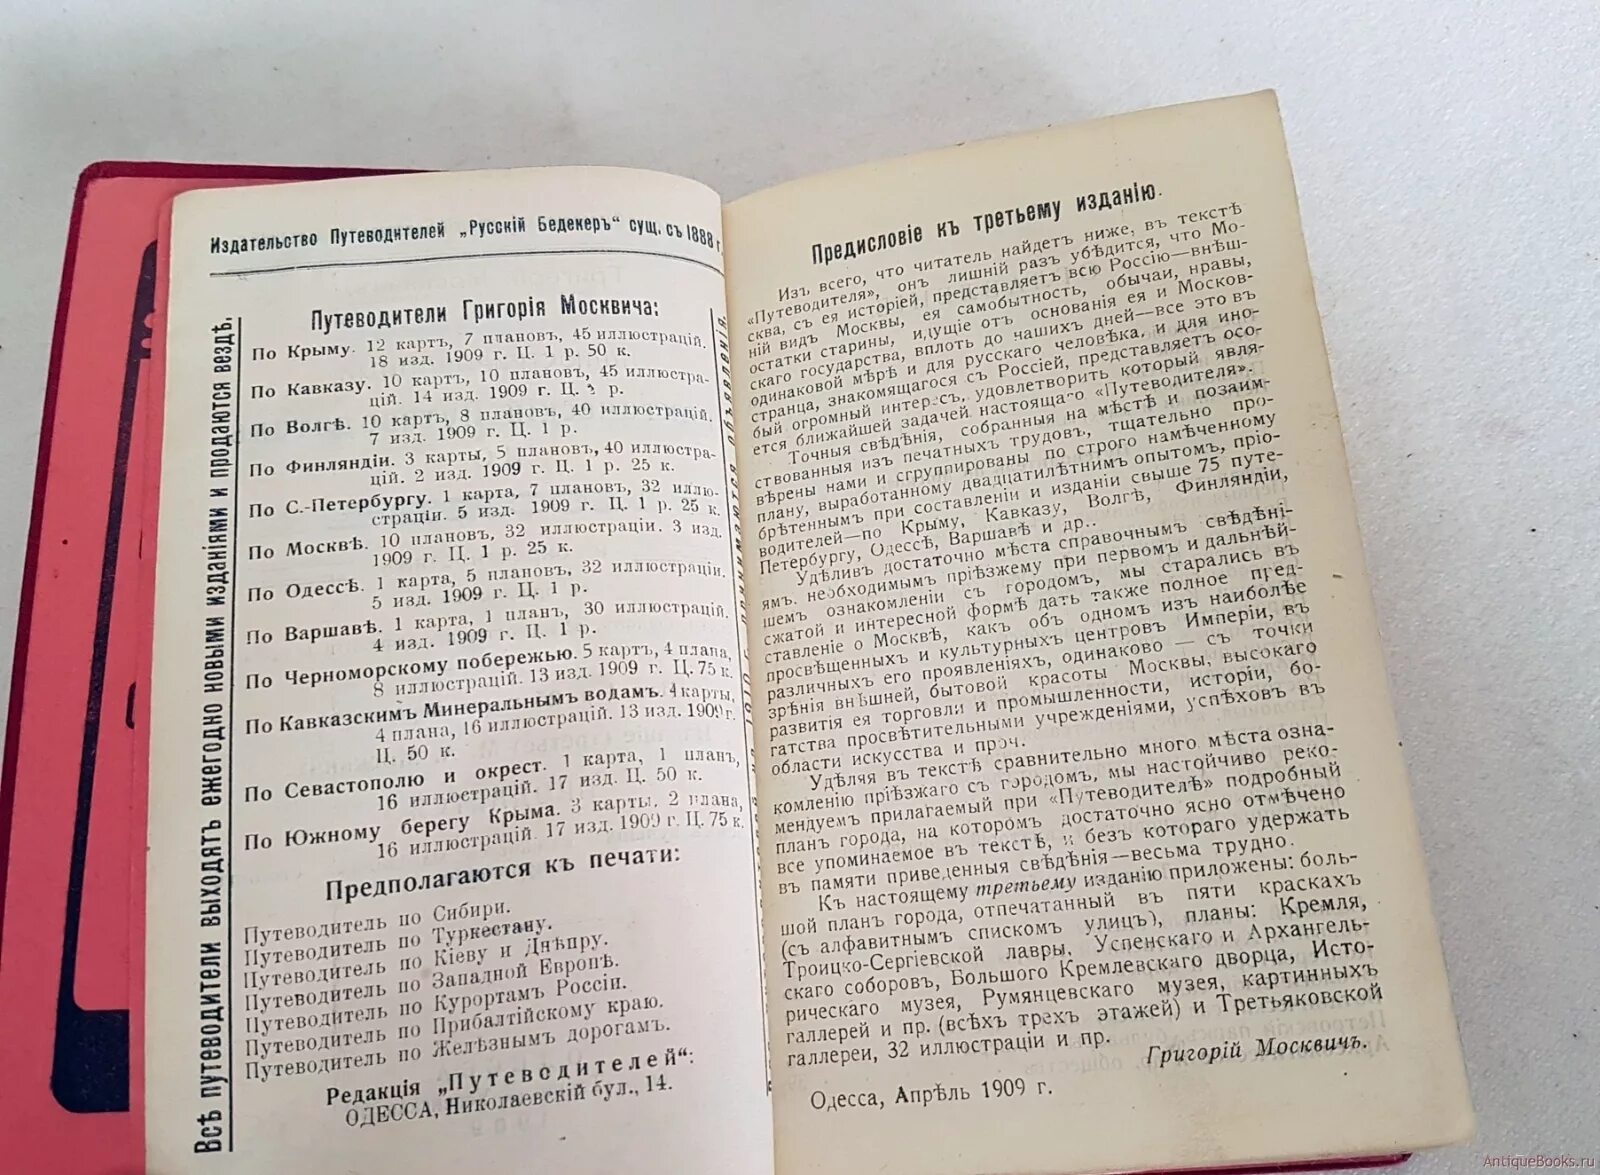 Издательство Путеводителей „Русскій Бедекеръ“ сущ. съ 1888 г.
Всѣ путеводители выходятъ ежегодно новыми изданіями и продаются вездѣ.
Путеводители Григорія Москвича:
По Крыму. 12 картъ, 7 плановъ, 45 иллюстрацій.
18 изд. 1909 г. Ц. 1 р. 50 к.
По Кавказу. 10 картъ, 10 плановъ, 45 иллюстра-
цій. 14 изд. 1909 г. Ц. р.
По Волгѣ. 10 картъ, 8 плановъ, 40 иллюстрацій.
7 изд. 1909 г. Ц. 1 р.
По Финляндіи. 3 карты, 5 плановъ, 40 иллюстра-
цій. 2 изд. 1909 г. Ц. 1 р. 25 к.
По С.-Петербургу. 1 карта, 7 плановъ, 32 иллю-
страціи. 5 изд. 1909 г. Ц. 1 р. 25 к.
По Москвѣ. 10 плановъ, 32 иллюстраціи. 3 изд.
1909 г. Ц. 1 р. 25 к.
По Одессѣ. 1 карта, 5 плановъ, 32 иллюстраціи.
5 изд. 1909 г. Ц. 1 р.
По Варшавѣ. 1 карта, 1 планъ, 30 иллюстрацій.
4 изд. 1909 г. Ц. 1 р.
По Черноморскому побережью. 5 картъ, 4 плана,
8 иллюстрацій. 13 изд. 1909 г. Ц. 75 к.
По Кавказскимъ Минеральнымъ водамъ. 4 карты,
4 плана, 16 иллюстрацій. 13 изд. 1909 г.
Ц. 50 к.
По Севастополю и окрест. 1 карта, 1 планъ,
16 иллюстрацій. 17 изд. Ц. 50 к.
По Южному берегу Крыма. 3 карты, 2 плана,
16 иллюстрацій. 17 изд. 1909 г. Ц. 75 к.
Предполагаются къ печати:
Путеводитель по Сибири.
Путеводитель по Туркестану.
Путеводитель по Кіеву и Днѣпру.
Путеводитель по Западной Европѣ.
Путеводитель по Курортамъ Россіи.
Путеводитель по Прибалтійскому краю.
Путеводитель по Желѣзнымъ дорогамъ.
Редакція „Путеводителей“:
ОДЕССА, Николаевскій бул., 14.
объявленія.
Предисловіе къ третьему изданію.
Изъ всего, что читатель найдетъ ниже, въ текстѣ
«Путеводителя», онъ лишній разъ убѣдится, что Мо-
сква, съ ея исторіей, представляетъ всю Россію—внѣш-
ній видъ Москвы, ея самобытность, обычаи, нравы,
остатки старины, идущіе отъ основанія ея и Москов-
скаго государства, вплоть до нашихъ дней—все это въ
одинаковой мѣрѣ и для русскаго человѣка, и для ино-
странца, знакомящагося съ Россіей, представляетъ осо-
бый огромный интересъ, удовлетворить который явля-
ется ближайшей задачей настоящаго «Путеводителя».
Точныя свѣдѣнія, собранныя на мѣстѣ и позаим-
ствованныя изъ печатныхъ трудовъ, тщательно про-
вѣрены нами и сгруппированы по строго намѣченному
плану, выработанному двадцатилѣтнимъ опытомъ, пріо-
брѣтеннымъ при составленіи и изданіи свыше 75 путе-
водителей—по Крыму, Кавказу, Волгѣ, Финляндіи,
Петербургу, Одессѣ, Варшавѣ и др..
Удѣливъ достаточно мѣста справочнымъ свѣдѣні-
ямъ. необходимымъ пріѣзжему при первомъ и дальнѣй-
шемъ ознакомленіи съ городомъ, мы старались въ
сжатой и интересной формѣ дать также полное пред-
ставленіе о Москвѣ, какъ объ одномъ изъ наиболѣе
просвѣщенныхъ и культурныхъ центровъ Имперіи, въ
различныхъ его проявленіяхъ, одинаково — съ точки
зрѣнія внѣшней, бытовой красоты Москвы, высокаго
развитія ея торговли и промышленности, исторіи, бо-
гатства просвѣтительными учрежденіями, успѣховъ въ
области искусства и проч.
Удѣляя въ текстѣ сравнительно много мѣста озна-
комленію пріѣзжаго съ городомъ, мы настойчиво реко-
мендуемъ прилагаемый при «Путеводителѣ» подробный
планъ города, на которомъ достаточно ясно отмѣчено
все упоминаемое въ текстѣ, и безъ котораго удержать
въ памяти приведенныя свѣдѣнія—весьма трудно.
Къ настоящему третьему изданію приложены: боль-
шой планъ города, отпечатанный въ пяти краскахъ
(съ алфавитнымъ спискомъ улицъ), планы: Кремля,
Троицко-Сергіевской лавры, Успенскаго и Архангель-
скаго соборовъ, Большого Кремлевскаго дворца, Исто-
рическаго музея, Румянцевскаго музея, картинныхъ
галлерей и пр. (всѣхъ трехъ этажей) и Третьяковской
галлереи, 32 иллюстраціи и пр.
Григорій Москвичъ.
Одесса, Апрѣль 1909 г.
AntiqueBooks.ru